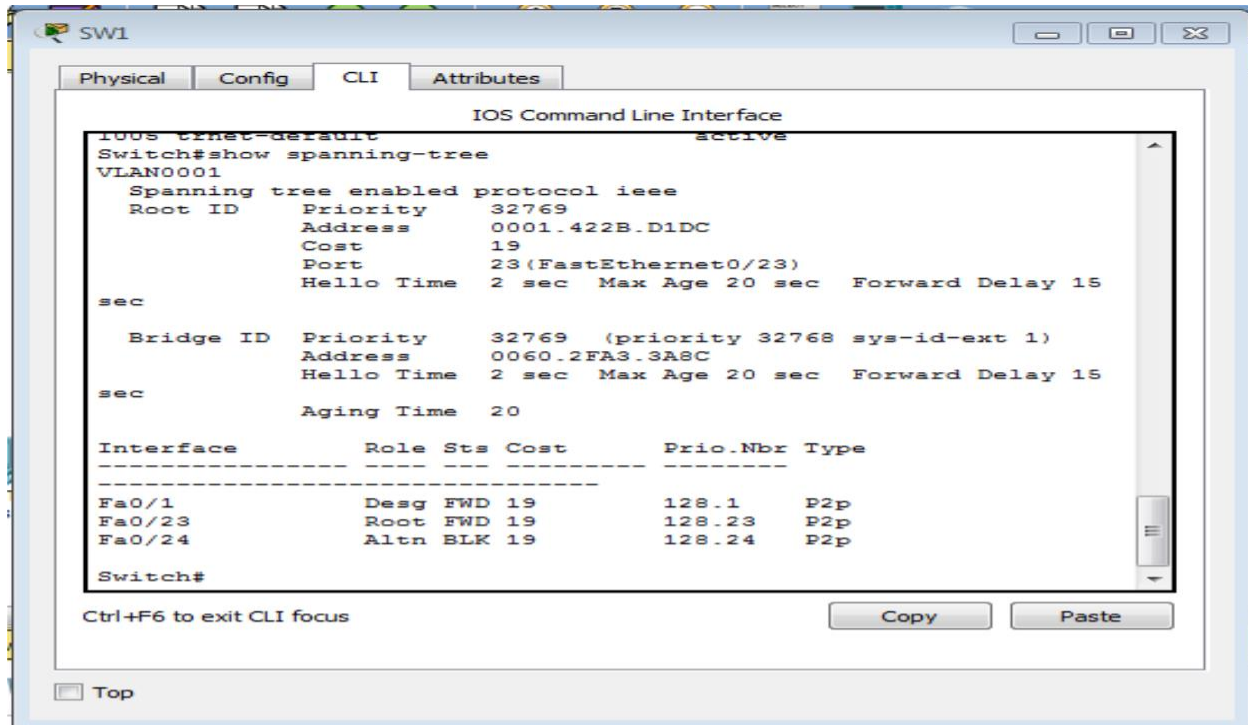 SW1
Physical Config CLI Attributes
IOS Command Line Interface
1005 trnet-default active
Switch#show spanning-tree
VLAN0001
Spanning tree enabled protocol ieee
Root ID Priority 32769
Address 0001.422B.D1DC
Cost 19
Port 23(FastEthernet0/23)
Hello Time 2 sec Max Age 20 sec Forward Delay 15
sec
Bridge ID Priority 32769 (priority 32768 sys-id-ext 1)
Address 0060.2FA3.3A8C
Hello Time 2 sec Max Age 20 sec Forward Delay 15
sec
Aging Time 20
Interface Role Sts Cost Prio.Nbr Type
---------------- ---- --- --------- --------
--------------------------------
Fa0/1 Desg FWD 19 128.1 P2p
Fa0/23 Root FWD 19 128.23 P2p
Fa0/24 Altn BLK 19 128.24 P2p
Switch#
Ctrl+F6 to exit CLI focus
Copy Paste
Top